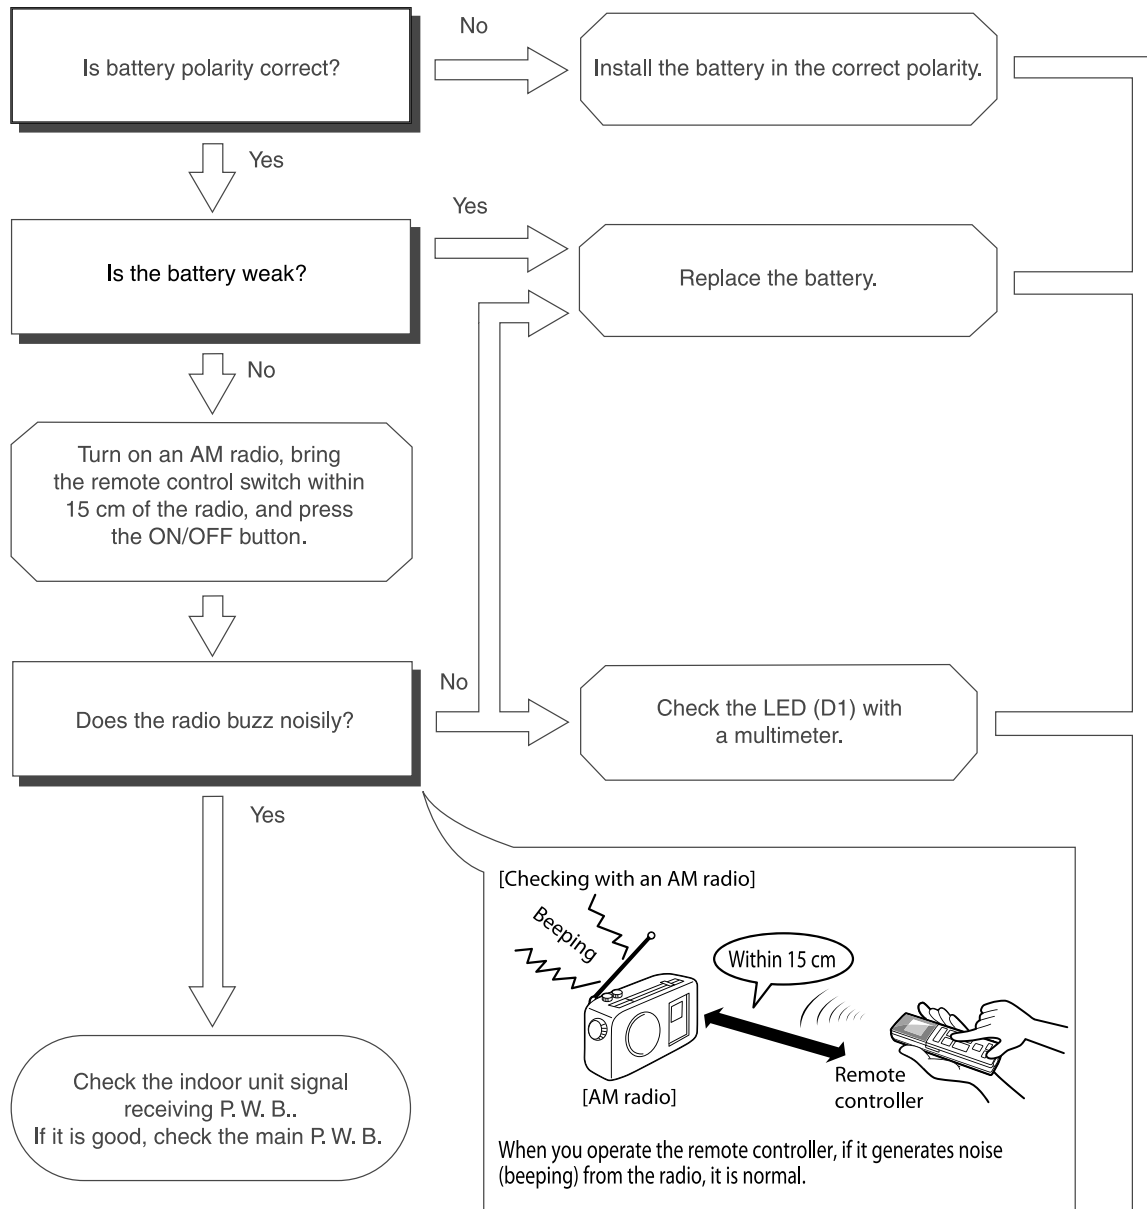 Is battery polarity correct?
No
Install the battery in the correct polarity.
Yes
Is the battery weak?
Yes
Replace the battery.
No
Turn on an AM radio, bring
the remote control switch within
15 cm of the radio, and press
the ON/OFF button.
Does the radio buzz noisily?
No
Check the LED (D1) with
a multimeter.
Yes
Check the indoor unit signal
receiving P. W. B..
If it is good, check the main P. W. B.
[Checking with an AM radio]
Beeping
Within 15 cm
[AM radio]
Remote
controller
When you operate the remote controller, if it generates noise
(beeping) from the radio, it is normal.